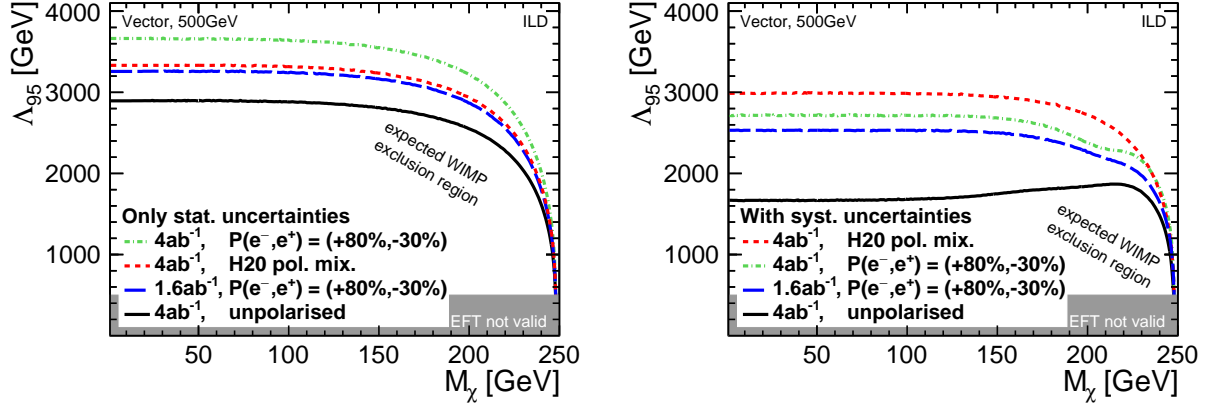 Vector, 500GeV ILD
Λ95 [GeV]
4000
3000
2000
1000
expected WIMP
exclusion region
Only stat. uncertainties
4ab⁻¹, P(e⁻,e⁺) = (+80%,-30%)
4ab⁻¹, H20 pol. mix.
1.6ab⁻¹, P(e⁻,e⁺) = (+80%,-30%)
4ab⁻¹, unpolarised
EFT not valid
0 50 100 150 200 250
Mχ [GeV]
Vector, 500GeV ILD
Λ95 [GeV]
4000
3000
2000
1000
expected WIMP
exclusion region
With syst. uncertainties
4ab⁻¹, H20 pol. mix.
4ab⁻¹, P(e⁻,e⁺) = (+80%,-30%)
1.6ab⁻¹, P(e⁻,e⁺) = (+80%,-30%)
4ab⁻¹, unpolarised
EFT not valid
0 50 100 150 200 250
Mχ [GeV]